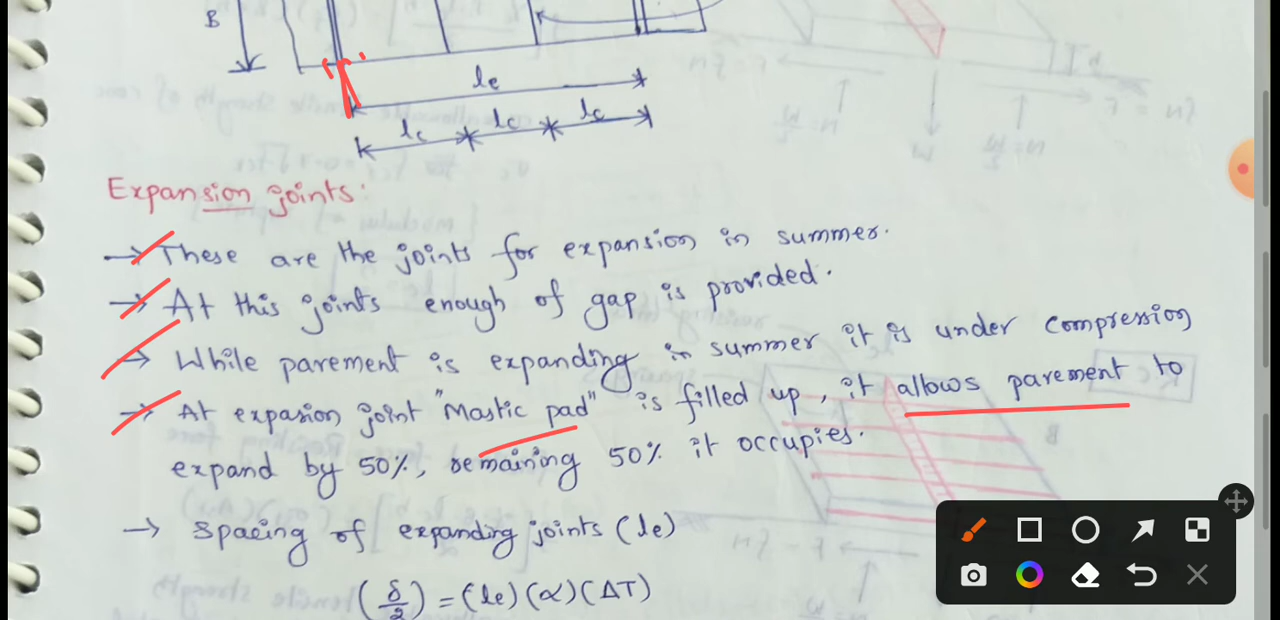 B
le
lc lc lc
Expansion joints:
→ These are the joints for expansion in summer.
→ At this joints enough of gap is provided.
→ While pavement is expanding in summer it is under compression
→ At expasion joint "Mastic pad" is filled up, it allows pavement to
expand by 50%, remaining 50% it occupies.
→ Spacing of expanding joints (le)
(δ/2) = (le) (α) (ΔT)